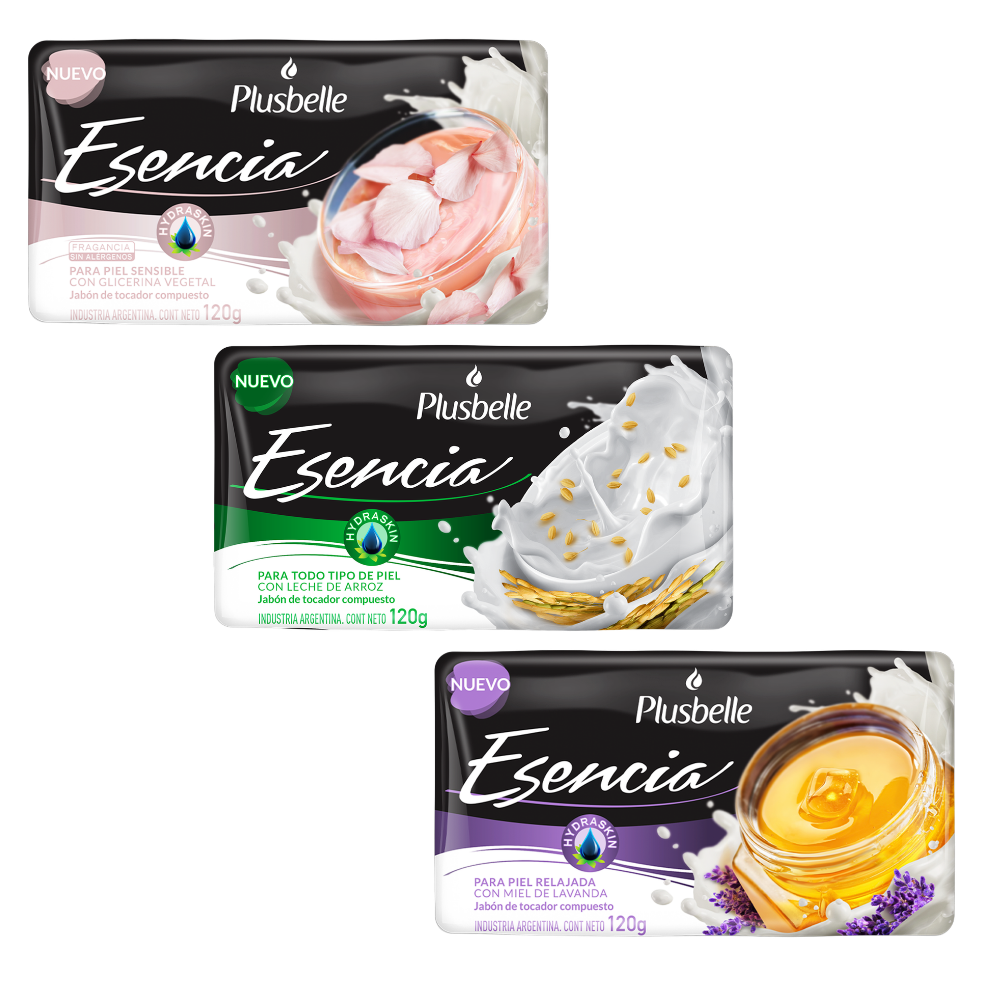 NUEVO
Plusbelle
Esencia
HYDRASKIN
FRAGANCIA
SIN ALÉRGENOS
PARA PIEL SENSIBLE
CON GLICERINA VEGETAL
Jabón de tocador compuesto
INDUSTRIA ARGENTINA. CONT NETO 120g
NUEVO
Plusbelle
Esencia
HYDRASKIN
PARA TODO TIPO DE PIEL
CON LECHE DE ARROZ
Jabón de tocador compuesto
INDUSTRIA ARGENTINA. CONT NETO 120g
NUEVO
Plusbelle
Esencia
HYDRASKIN
PARA PIEL RELAJADA
CON MIEL DE LAVANDA
Jabón de tocador compuesto
INDUSTRIA ARGENTINA. CONT NETO 120g